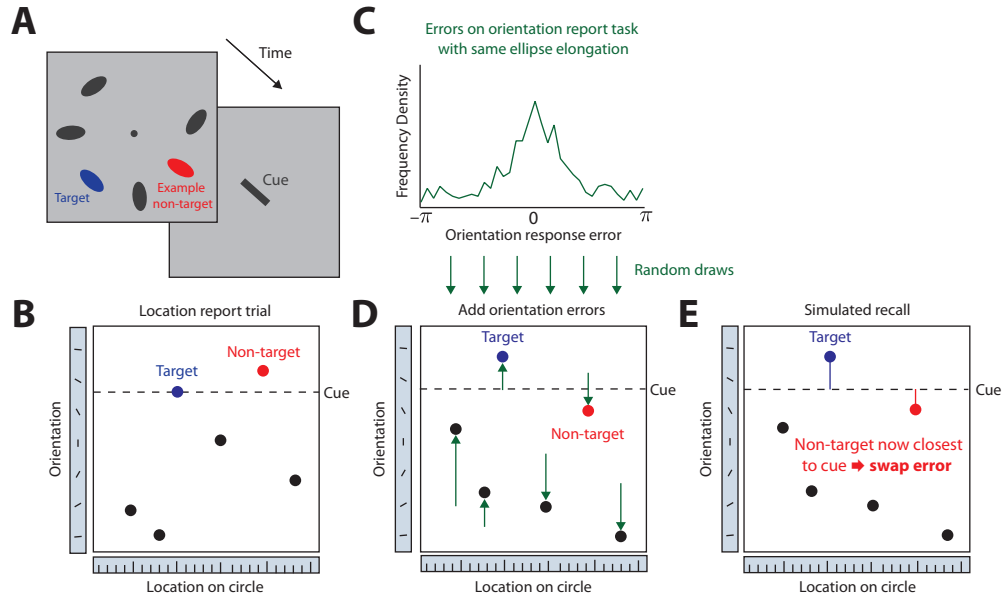 A
Time
Target
Example
non-target
Cue
C
Errors on orientation report task
with same ellipse elongation
Frequency Density
−π
0
π
Orientation response error
Random draws
B
Location report trial
Non-target
Target
Cue
Orientation
Location on circle
D
Add orientation errors
Target
Cue
Non-target
Orientation
Location on circle
E
Simulated recall
Target
Cue
Non-target now closest
to cue ➡ swap error
Orientation
Location on circle